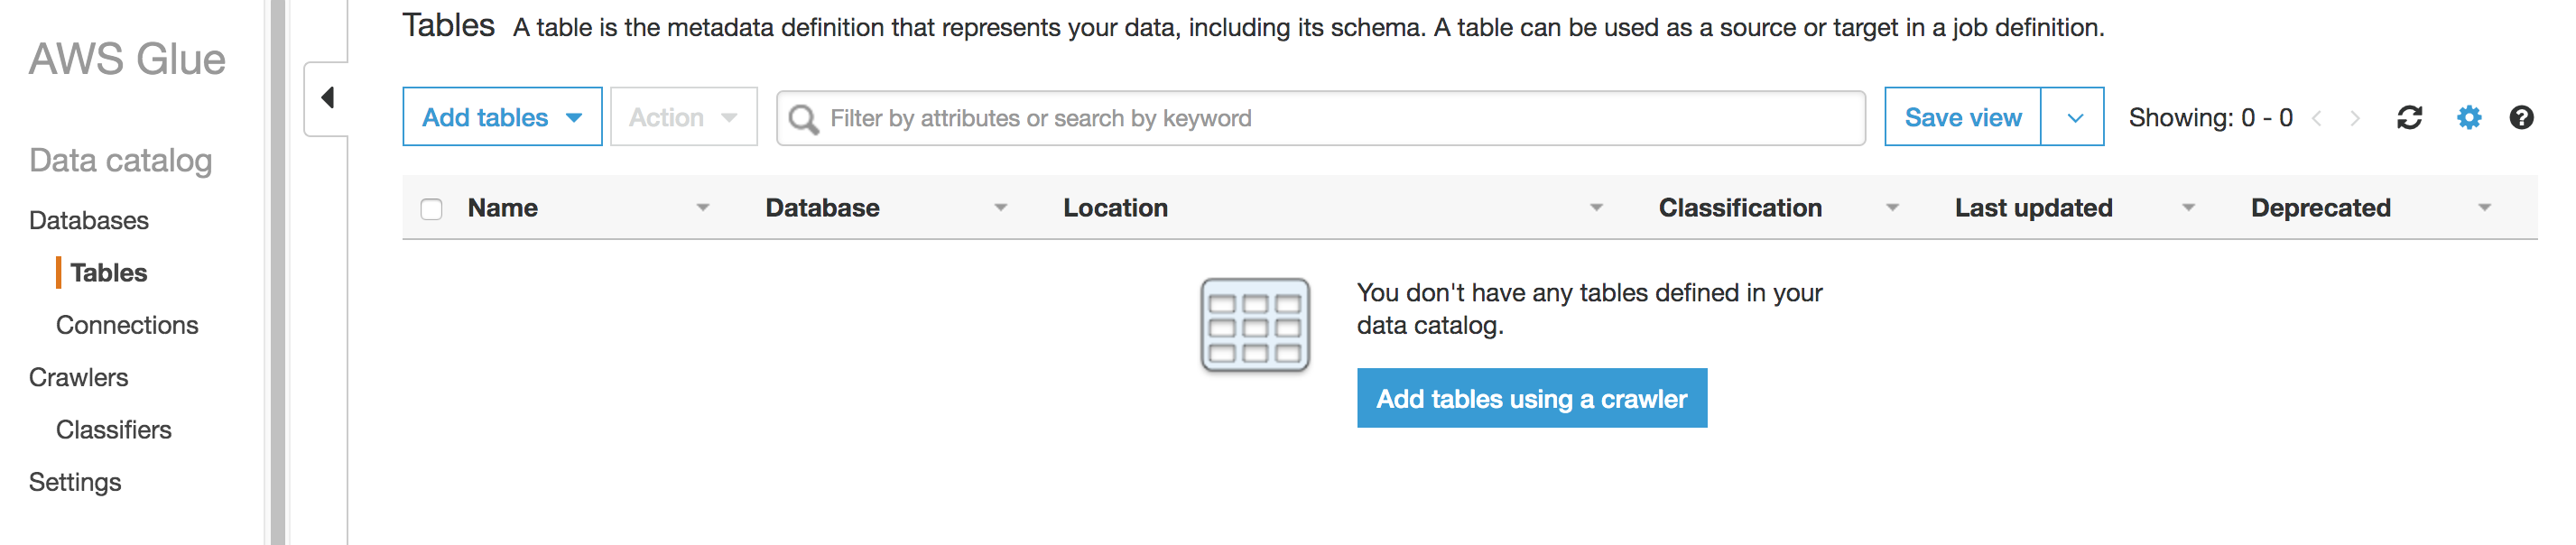 AWS Glue
Data catalog
Databases
Tables
Connections
Crawlers
Classifiers
Settings
Tables A table is the metadata definition that represents your data, including its schema. A table can be used as a source or target in a job definition.
Add tables Action Filter by attributes or search by keyword Save view Showing: 0 - 0
Name Database Location Classification Last updated Deprecated
You don't have any tables defined in your
data catalog.
Add tables using a crawler